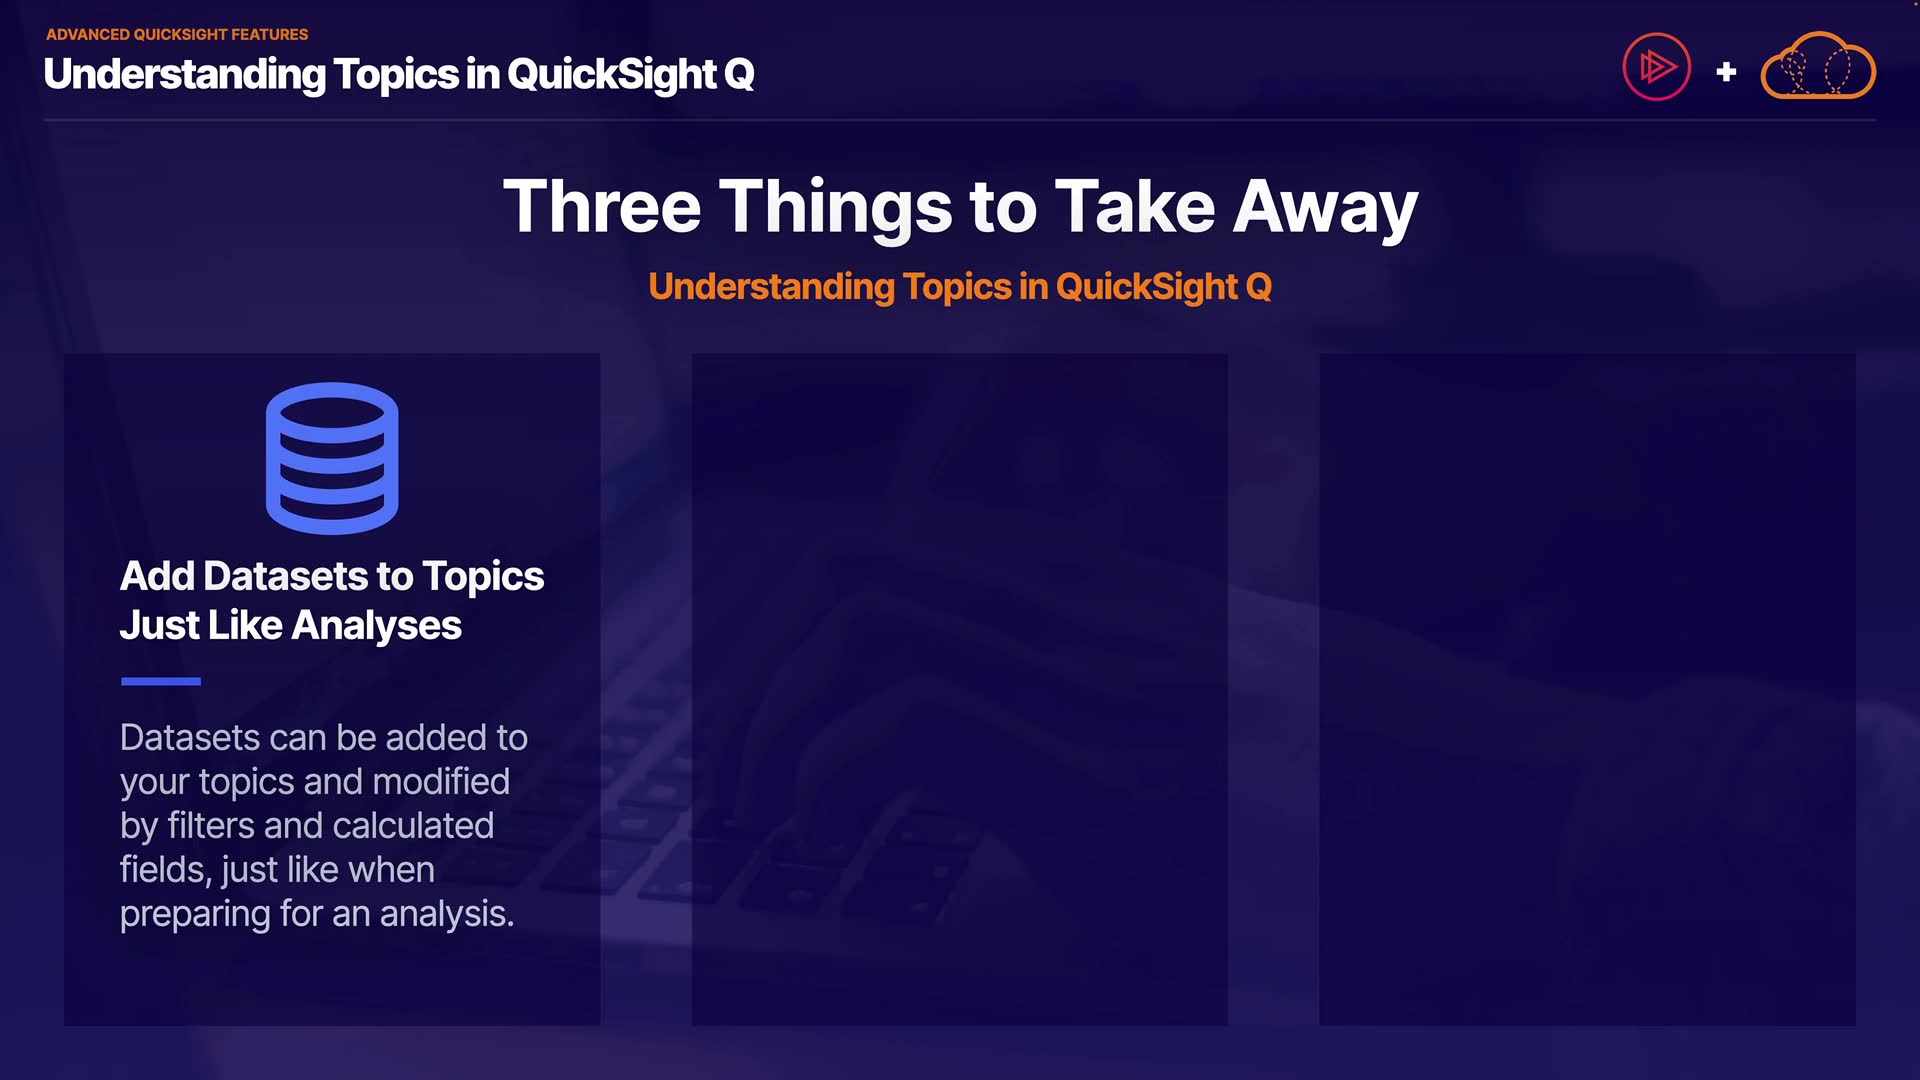 ADVANCED QUICKSIGHT FEATURES
Understanding Topics in QuickSight Q
+
Three Things to Take Away
Understanding Topics in QuickSight Q
Add Datasets to Topics
Just Like Analyses
Datasets can be added to
your topics and modified
by filters and calculated
fields, just like when
preparing for an analysis.